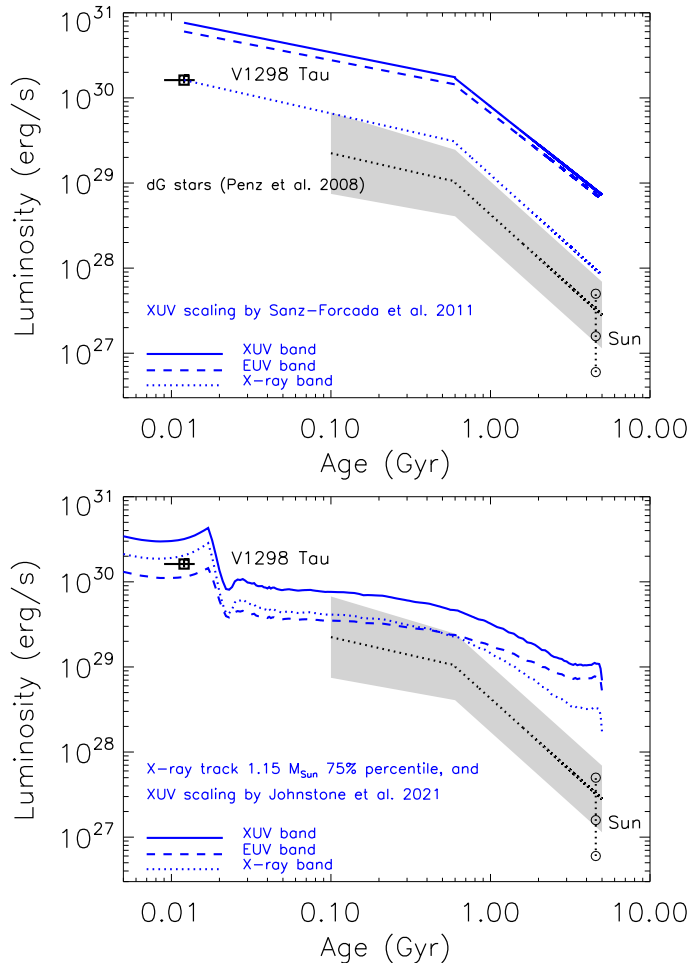 10^31
10^30
10^29
10^28
10^27
Luminosity (erg/s)
V1298 Tau
dG stars (Penz et al. 2008)
XUV scaling by Sanz-Forcada et al. 2011
Sun
XUV band
EUV band
X-ray band
0.01 0.10 1.00 10.00
Age (Gyr)
10^31
10^30
10^29
10^28
10^27
Luminosity (erg/s)
V1298 Tau
X-ray track 1.15 M_Sun 75% percentile, and
XUV scaling by Johnstone et al. 2021
Sun
XUV band
EUV band
X-ray band
0.01 0.10 1.00 10.00
Age (Gyr)